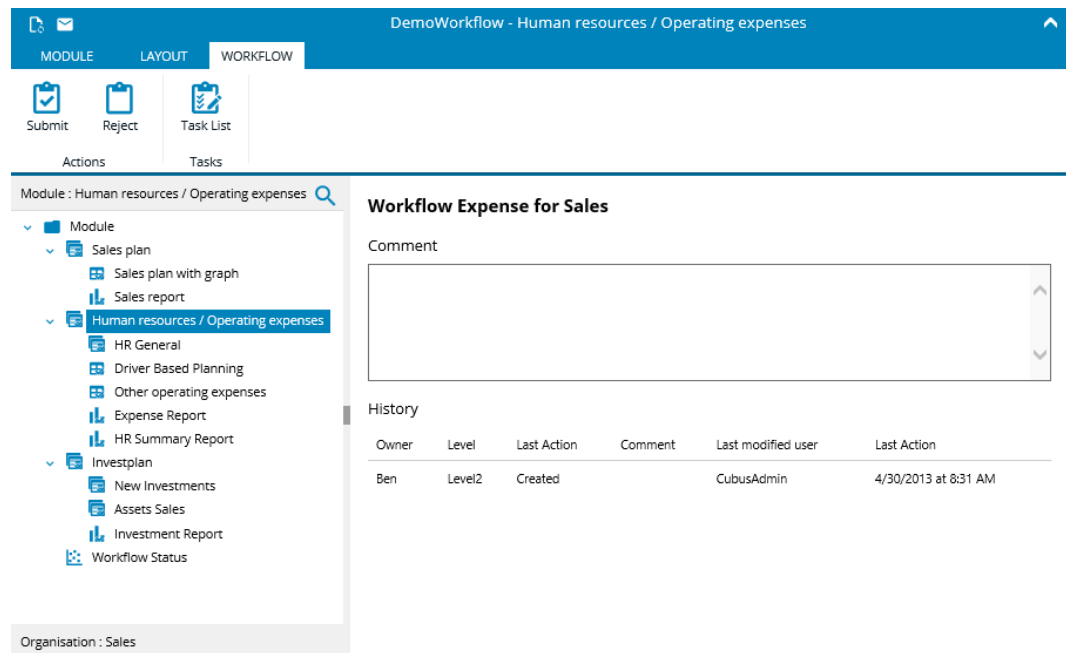 DemoWorkflow - Human resources / Operating expenses
MODULE LAYOUT WORKFLOW
Submit Reject Task List
Actions Tasks
Module : Human resources / Operating expenses
Module
Sales plan
Sales plan with graph
Sales report
Human resources / Operating expenses
HR General
Driver Based Planning
Other operating expenses
Expense Report
HR Summary Report
Investplan
New Investments
Assets Sales
Investment Report
Workflow Status
Organisation : Sales
Workflow Expense for Sales
Comment
History
Owner Level Last Action Comment Last modified user Last Action
Ben Level2 Created CubusAdmin 4/30/2013 at 8:31 AM